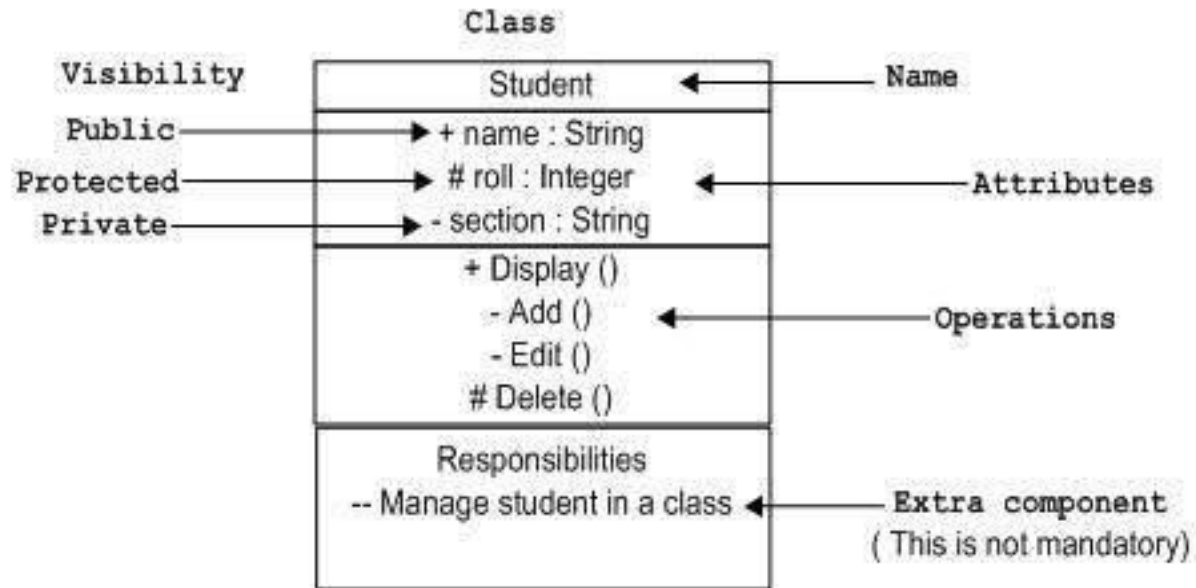 Class
Visibility
Student
Name
Public
+ name : String
Protected
# roll : Integer
Attributes
Private
- section : String
+ Display ()
- Add ()
Operations
- Edit ()
# Delete ()
Responsibilities
-- Manage student in a class
Extra component
( This is not mandatory)